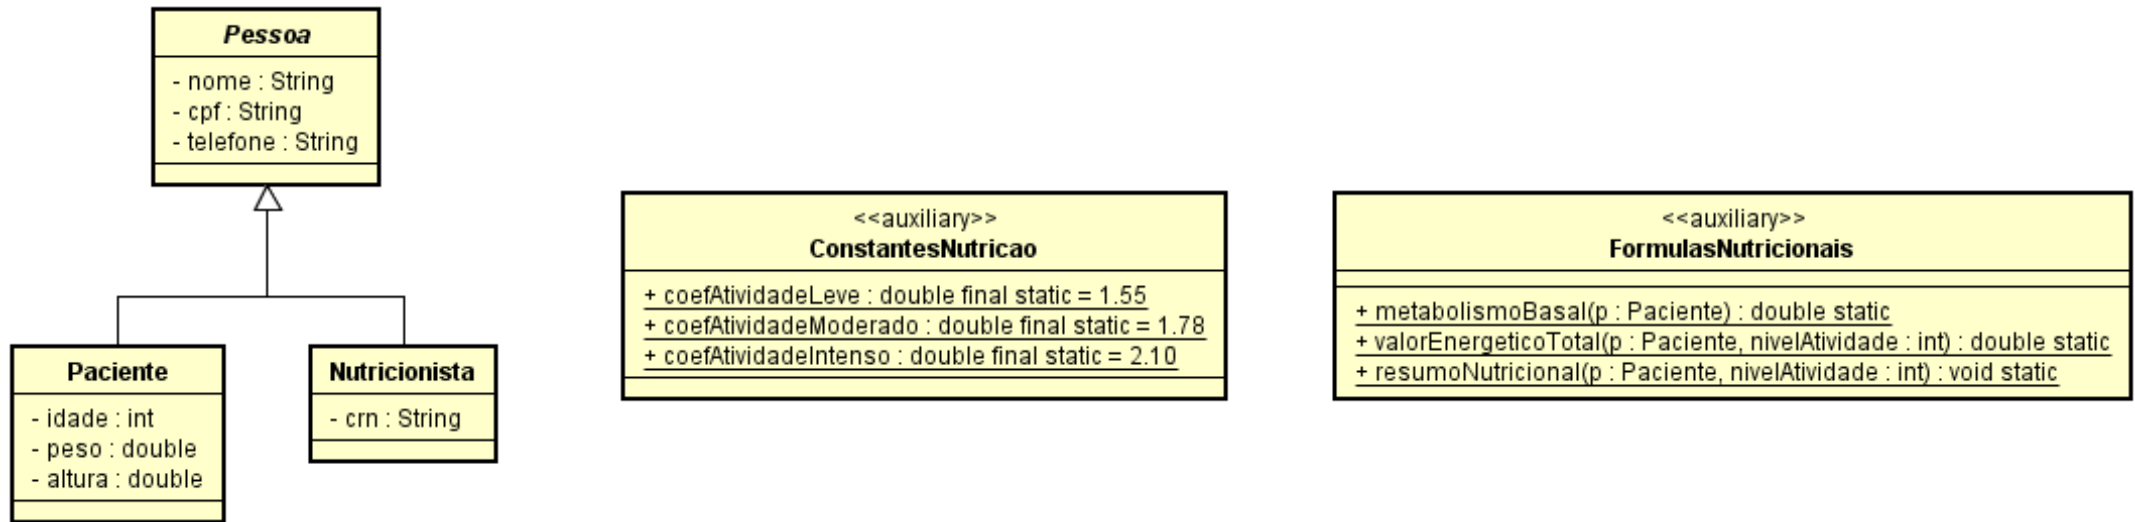 Pessoa
- nome : String
- cpf : String
- telefone : String
<<auxiliary>>
ConstantesNutricao
+ coefAtividadeLeve : double final static = 1.55
+ coefAtividadeModerado : double final static = 1.78
+ coefAtividadeIntenso : double final static = 2.10
<<auxiliary>>
FormulasNutricionais
+ metabolismoBasal(p : Paciente) : double static
+ valorEnergeticoTotal(p : Paciente, nivelAtividade : int) : double static
+ resumoNutricional(p : Paciente, nivelAtividade : int) : void static
Paciente
- idade : int
- peso : double
- altura : double
Nutricionista
- crn : String